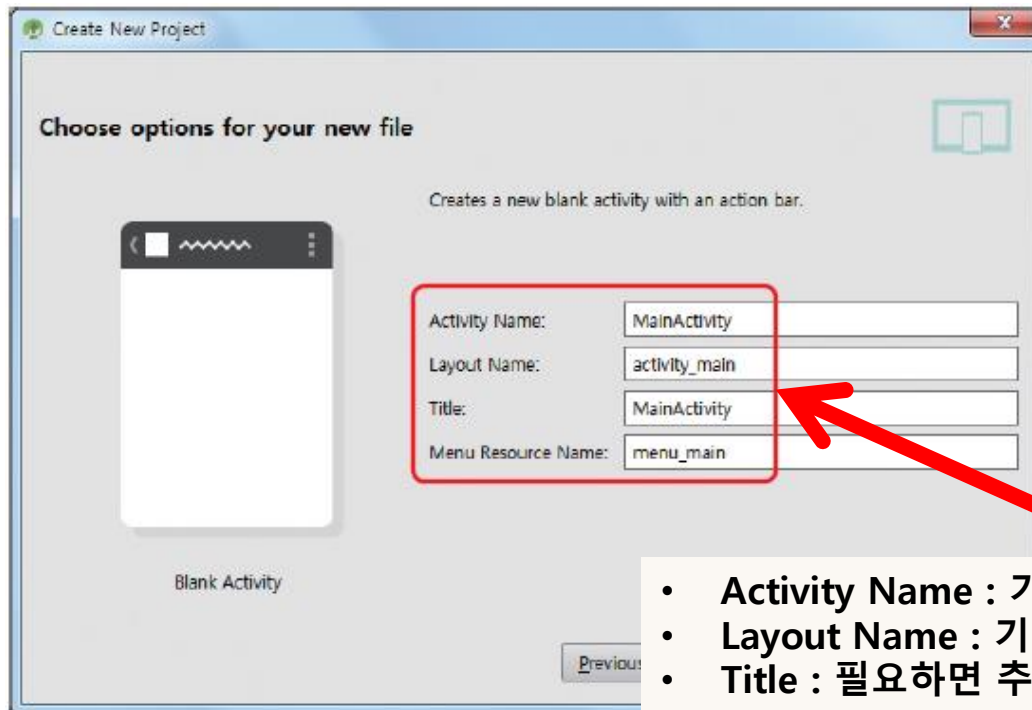 Create New Project
Choose options for your new file
Creates a new blank activity with an action bar.
Activity Name: MainActivity
Layout Name: activity_main
Title: MainActivity
Menu Resource Name: menu_main
Blank Activity
Previous
• Activity Name : 기
• Layout Name : 기
• Title : 필요하면 추